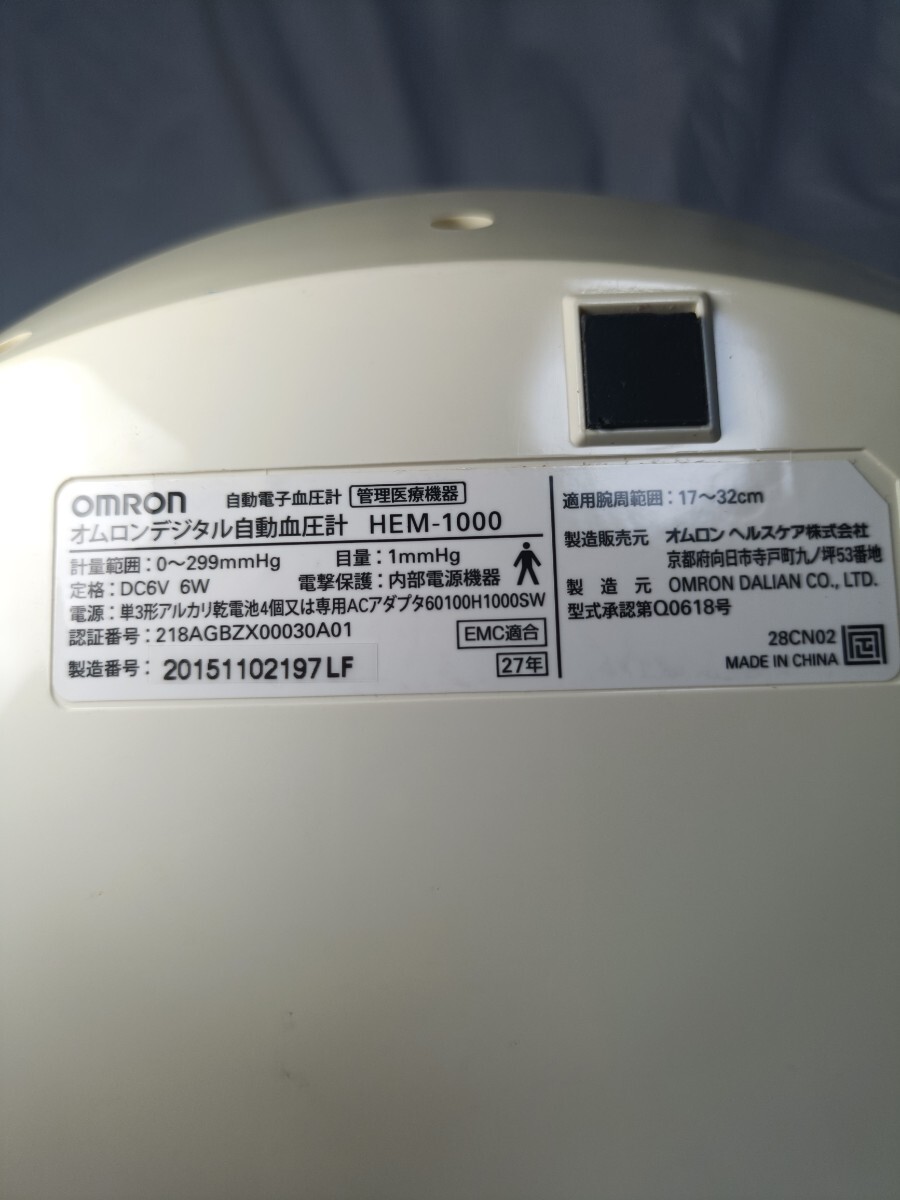 OMRON 自動電子血圧計 管理医療機器
オムロンデジタル自動血圧計 HEM-1000
計量範囲:0〜299mmHg 目量:1mmHg
定格:DC6V 6W 電撃保護:内部電源機器
電源:単3形アルカリ乾電池4個又は専用ACアダプタ60100H1000SW
認証番号:218AGBZX00030A01 EMC適合
製造番号: 20151102197LF 27年
適用腕周範囲:17〜32cm
製造販売元 オムロン ヘルスケア株式会社
京都府向日市寺戸町九ノ坪53番地
製造元 OMRON DALIAN CO., LTD.
型式承認第Q0618号
28CN02
MADE IN CHINA